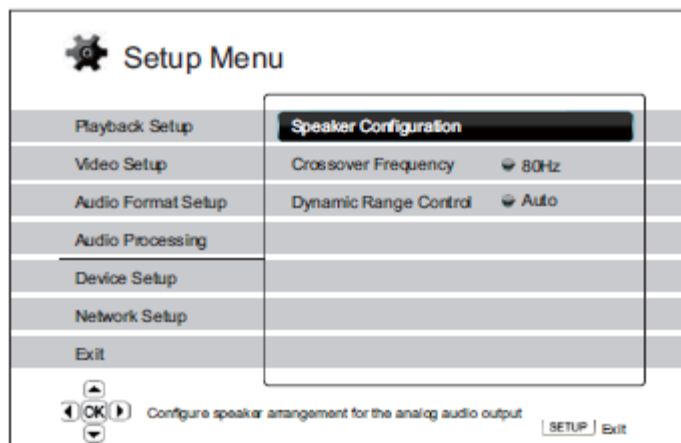 Setup Menu
Playback Setup
Speaker Configuration
Video Setup
Crossover Frequency 80Hz
Audio Format Setup
Dynamic Range Control Auto
Audio Processing
Device Setup
Network Setup
Exit
OK
Configure speaker arrangement for the analog audio output
SETUP Exit